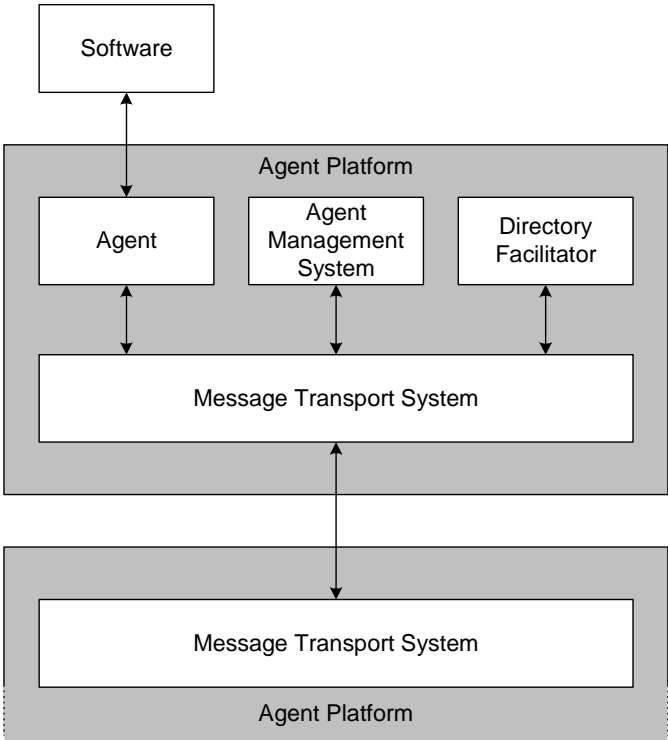 Software
Agent Platform
Agent
Agent
Management
System
Directory
Facilitator
Message Transport System
Message Transport System
Agent Platform